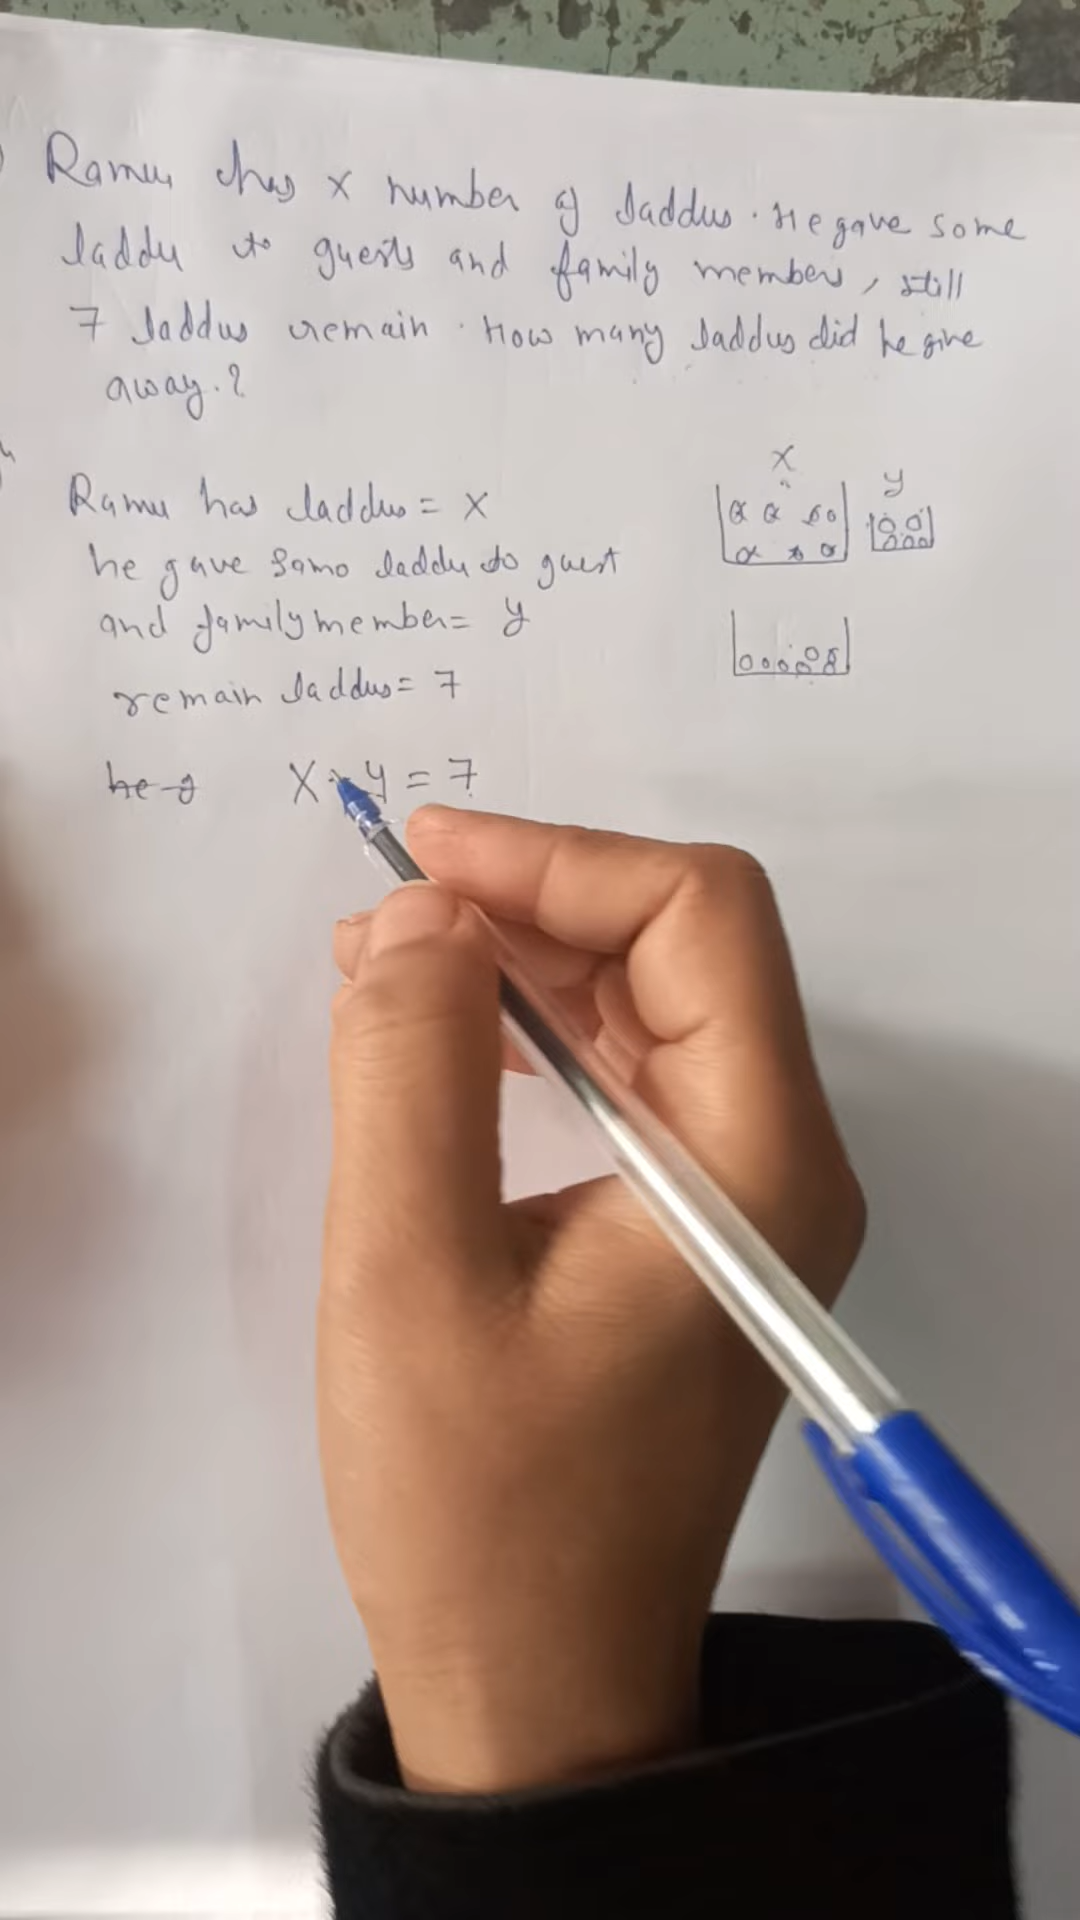 Ramu has x number of laddus. He gave some
laddu to guests and family members, still
7 laddus remain. How many laddus did he give
away.?
Ramu has laddus = x
he gave some laddu to guest
and family member = y
remain laddus = 7
he g
x - y = 7
x
y